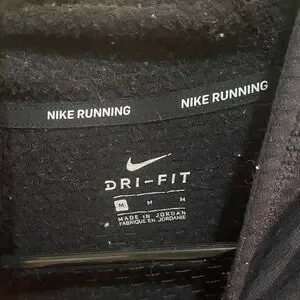 NIKE RUNNING
NIKE RUNNING
DRI-FIT
M M M
MADE IN JORDAN
FABRIQUÉ EN JORDANIE